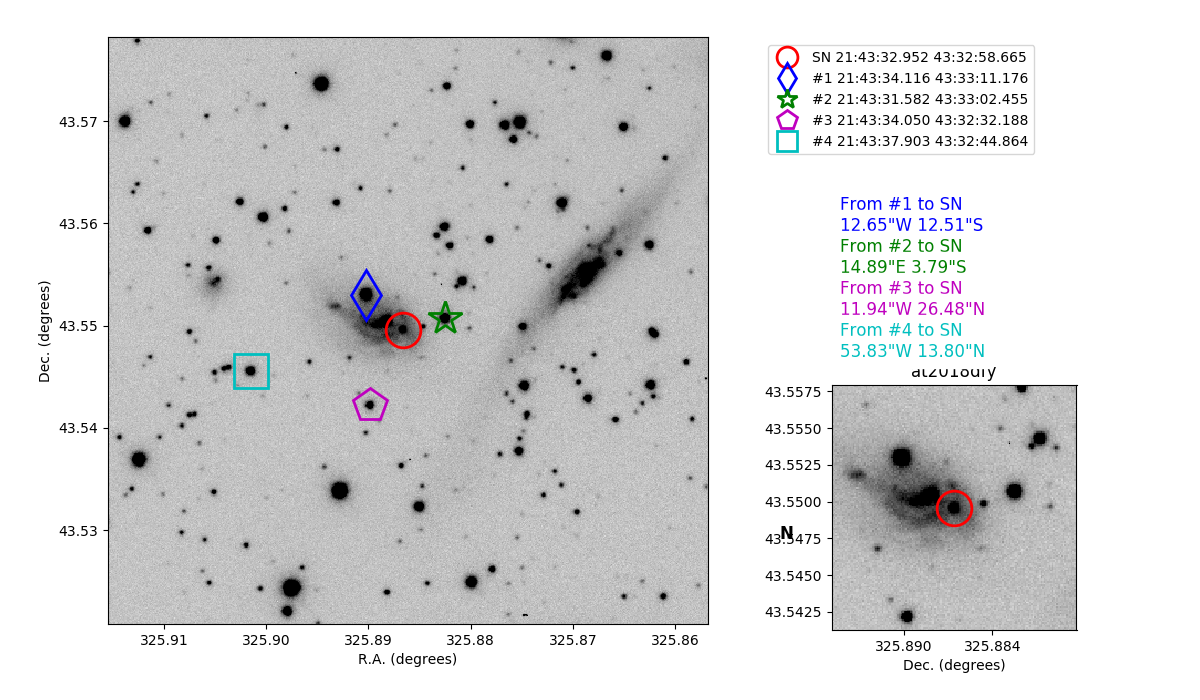 43.57
43.56
43.55
43.54
43.53
Dec. (degrees)
325.91 325.90 325.89 325.88 325.87 325.86
R.A. (degrees)
SN 21:43:32.952 43:32:58.665
#1 21:43:34.116 43:33:11.176
#2 21:43:31.582 43:33:02.455
#3 21:43:34.050 43:32:32.188
#4 21:43:37.903 43:32:44.864
From #1 to SN
12.65"W 12.51"S
From #2 to SN
14.89"E 3.79"S
From #3 to SN
11.94"W 26.48"N
From #4 to SN
53.83"W 13.80"N
43.5575
43.5550
43.5525
43.5500
N
43.5475
43.5450
43.5425
325.890 325.884
Dec. (degrees)